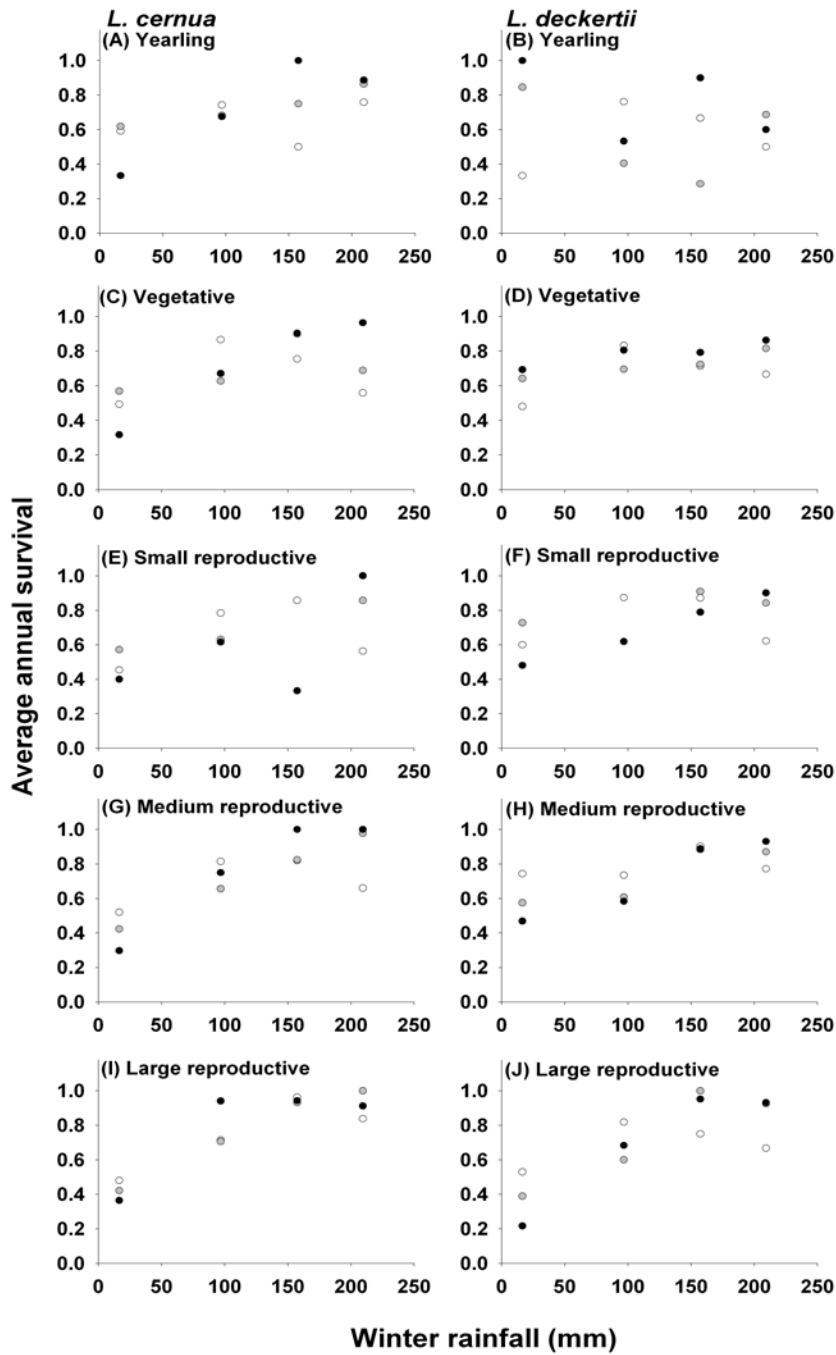 L. cernua L. deckertii
(A) Yearling (B) Yearling
1.0 1.0
0.8 0.8
0.6 0.6
0.4 0.4
0.2 0.2
0.0 0.0
0 50 100 150 200 250 0 50 100 150 200 250
(C) Vegetative (D) Vegetative
1.0 1.0
0.8 0.8
0.6 0.6
0.4 0.4
0.2 0.2
0.0 0.0
0 50 100 150 200 250 0 50 100 150 200 250
Average annual survival
(E) Small reproductive (F) Small reproductive
1.0 1.0
0.8 0.8
0.6 0.6
0.4 0.4
0.2 0.2
0.0 0.0
0 50 100 150 200 250 0 50 100 150 200 250
(G) Medium reproductive (H) Medium reproductive
1.0 1.0
0.8 0.8
0.6 0.6
0.4 0.4
0.2 0.2
0.0 0.0
0 50 100 150 200 250 0 50 100 150 200 250
(I) Large reproductive (J) Large reproductive
1.0 1.0
0.8 0.8
0.6 0.6
0.4 0.4
0.2 0.2
0.0 0.0
0 50 100 150 200 250 0 50 100 150 200 250
Winter rainfall (mm)